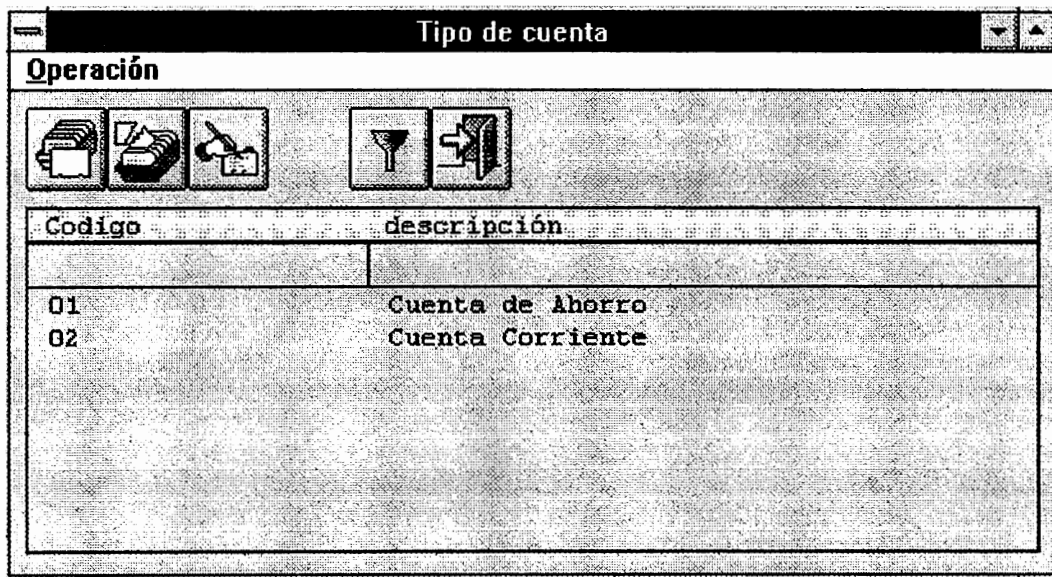 Tipo de cuenta
Operación
Codigo descripción
01 Cuenta de Ahorro
02 Cuenta Corriente